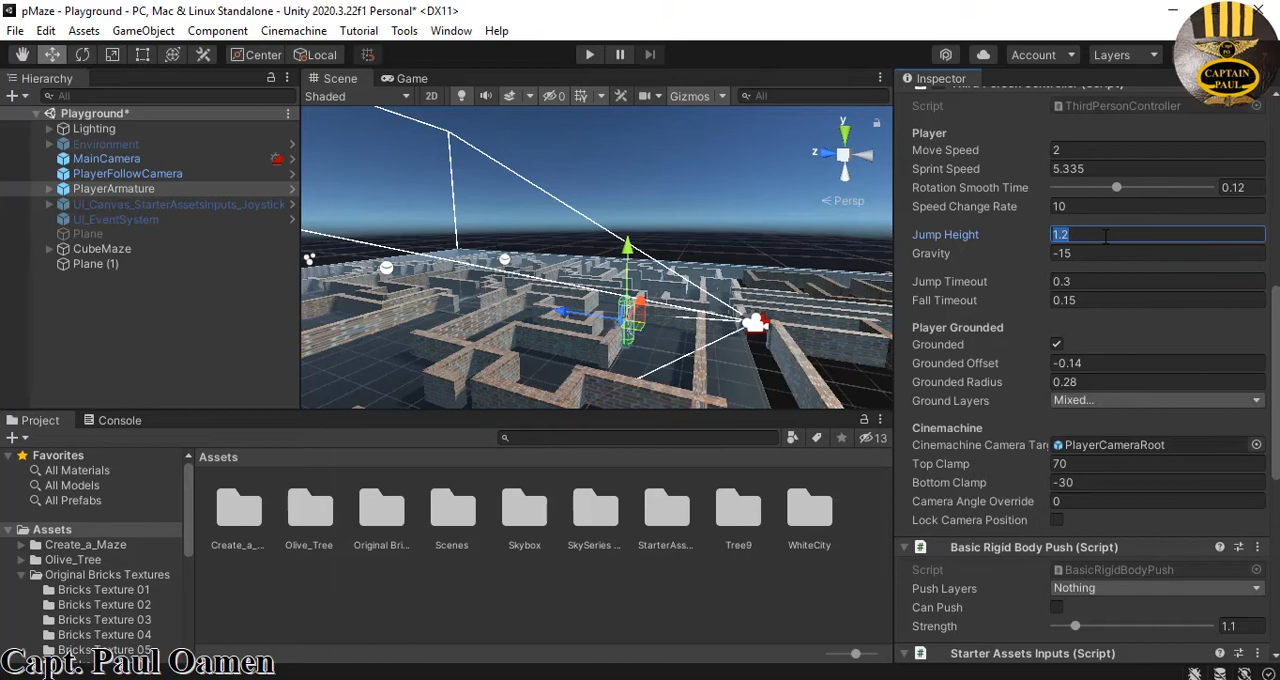 pMaze - Playground - PC, Mac & Linux Standalone - Unity 2020.3.22f1 Personal* <DX11>
File Edit Assets GameObject Component Cinemachine Tutorial Tools Window Help
Center Local Account Layers
CAPTAIN PAUL
Hierarchy
All
Playground*
Lighting
Environment
MainCamera
PlayerFollowCamera
PlayerArmature
UI_Canvas_StarterAssetsInputs_Joystick
UI_EventSystem
Plane
CubeMaze
Plane (1)
Scene Game
Shaded 2D 0 Gizmos All
y
z
Persp
Inspector
Script ThirdPersonController
Player
Move Speed 2
Sprint Speed 5.335
Rotation Smooth Time 0.12
Speed Change Rate 10
Jump Height 1.2
Gravity -15
Jump Timeout 0.3
Fall Timeout 0.15
Player Grounded
Grounded
Grounded Offset -0.14
Grounded Radius 0.28
Ground Layers Mixed...
Cinemachine
Cinemachine Camera Targ PlayerCameraRoot
Top Clamp 70
Bottom Clamp -30
Camera Angle Override 0
Lock Camera Position
Basic Rigid Body Push (Script)
Script BasicRigidBodyPush
Push Layers Nothing
Can Push
Strength 1.1
Starter Assets Inputs (Script)
Project Console
13
Favorites
All Materials
All Models
All Prefabs
Assets
Create_a_Maze
Olive_Tree
Original Bricks Textures
Bricks Texture 01
Bricks Texture 02
Bricks Texture 03
Bricks Texture 04
Bricks Texture 05
Assets
Create_a_... Olive_Tree Original Bri... Scenes Skybox SkySeries ... StarterAss... Tree9 WhiteCity
Capt. Paul Oamen